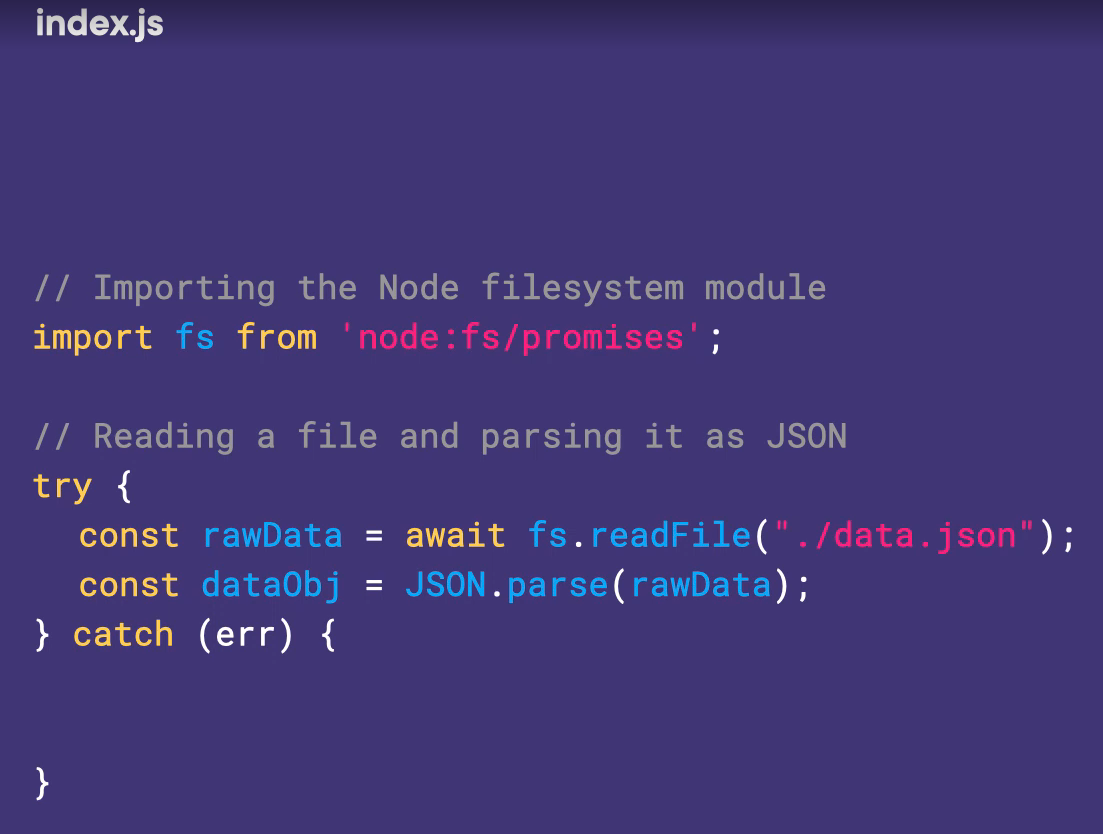 index.js
// Importing the Node filesystem module
import fs from 'node:fs/promises';
// Reading a file and parsing it as JSON
try {
  const rawData = await fs.readFile("./data.json");
  const dataObj = JSON.parse(rawData);
} catch (err) {
}